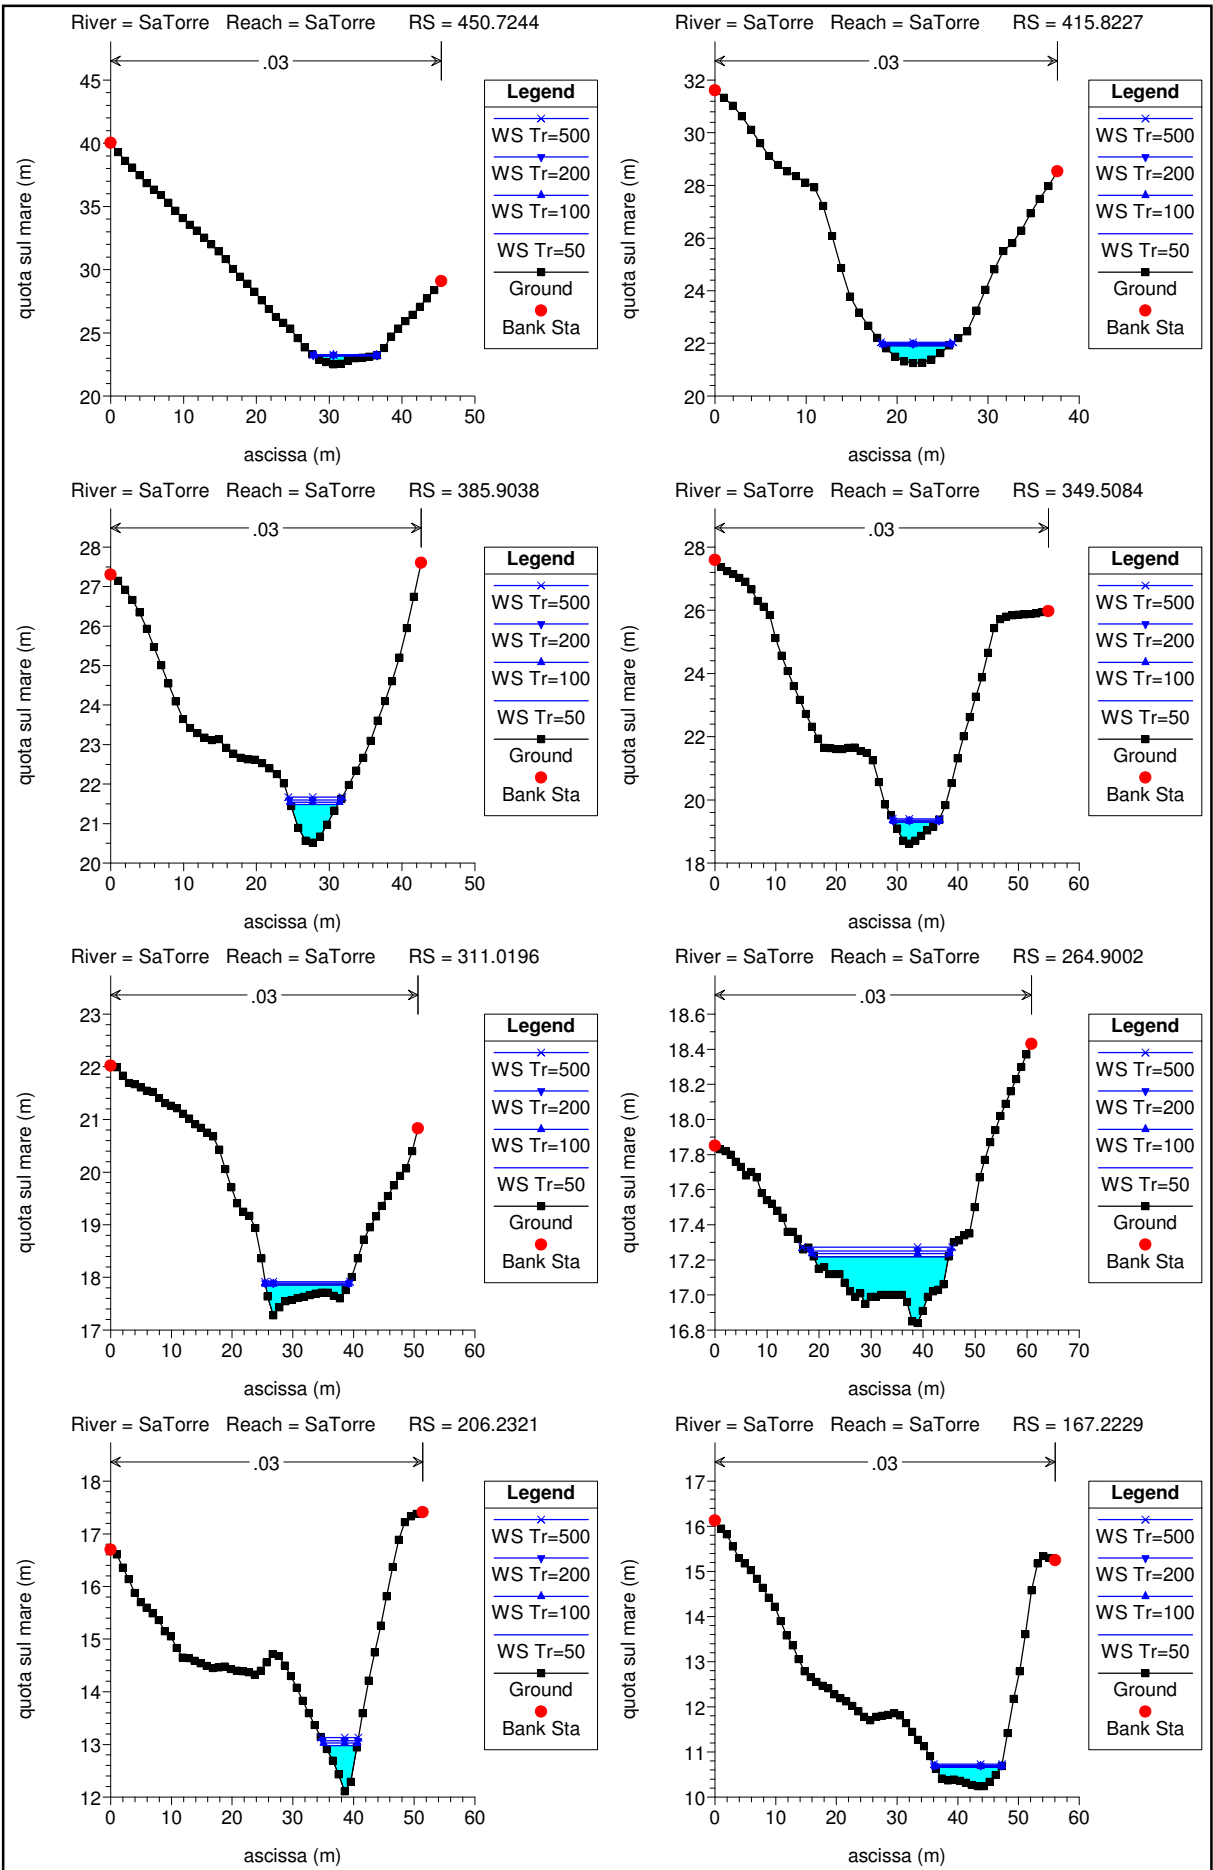 River = SaTorre Reach = SaTorre RS = 450.7244
.03
45
40
35
30
25
20
0 10 20 30 40 50
quota sul mare (m)
ascissa (m)
Legend
WS Tr=500
WS Tr=200
WS Tr=100
WS Tr=50
Ground
Bank Sta
River = SaTorre Reach = SaTorre RS = 415.8227
.03
32
30
28
26
24
22
20
0 10 20 30 40
quota sul mare (m)
ascissa (m)
Legend
WS Tr=500
WS Tr=200
WS Tr=100
WS Tr=50
Ground
Bank Sta
River = SaTorre Reach = SaTorre RS = 385.9038
.03
28
27
26
25
24
23
22
21
20
0 10 20 30 40 50
quota sul mare (m)
ascissa (m)
Legend
WS Tr=500
WS Tr=200
WS Tr=100
WS Tr=50
Ground
Bank Sta
River = SaTorre Reach = SaTorre RS = 349.5084
.03
28
26
24
22
20
18
0 10 20 30 40 50 60
quota sul mare (m)
ascissa (m)
Legend
WS Tr=500
WS Tr=200
WS Tr=100
WS Tr=50
Ground
Bank Sta
River = SaTorre Reach = SaTorre RS = 311.0196
.03
23
22
21
20
19
18
17
0 10 20 30 40 50 60
quota sul mare (m)
ascissa (m)
Legend
WS Tr=500
WS Tr=200
WS Tr=100
WS Tr=50
Ground
Bank Sta
River = SaTorre Reach = SaTorre RS = 264.9002
.03
18.6
18.4
18.2
18.0
17.8
17.6
17.4
17.2
17.0
16.8
0 10 20 30 40 50 60 70
quota sul mare (m)
ascissa (m)
Legend
WS Tr=500
WS Tr=200
WS Tr=100
WS Tr=50
Ground
Bank Sta
River = SaTorre Reach = SaTorre RS = 206.2321
.03
18
17
16
15
14
13
12
0 10 20 30 40 50 60
quota sul mare (m)
ascissa (m)
Legend
WS Tr=500
WS Tr=200
WS Tr=100
WS Tr=50
Ground
Bank Sta
River = SaTorre Reach = SaTorre RS = 167.2229
.03
17
16
15
14
13
12
11
10
0 10 20 30 40 50 60
quota sul mare (m)
ascissa (m)
Legend
WS Tr=500
WS Tr=200
WS Tr=100
WS Tr=50
Ground
Bank Sta